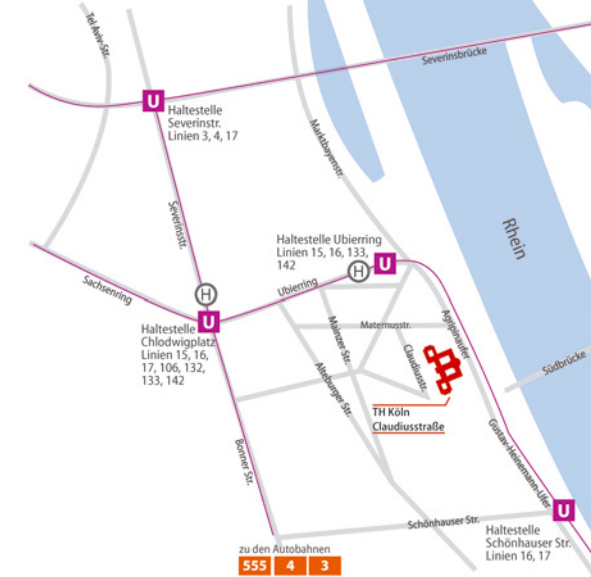 Tel Aviv-Str.
Severinsbrücke
U
Haltestelle
Severinstr.
Linien 3, 4, 17
Marktbayenstr.
Severinsstr.
Rhein
Haltestelle Ubierring
Linien 15, 16, 133,
142
H
U
Sachsenring
H
Ubierring
U
Haltestelle
Chlodwigplatz
Linien 15, 16,
17, 106, 132,
133, 142
Mainzer Str.
Maternusstr.
Agripinaufer
Claudiusstr.
Südbrücke
Alteburger Str.
TH Köln
Claudiusstraße
Bonner Str.
Gustav-Heinemann-Ufer
U
Schönhauser Str.
Haltestelle
Schönhauser Str.
Linien 16, 17
zu den Autobahnen
555 4 3